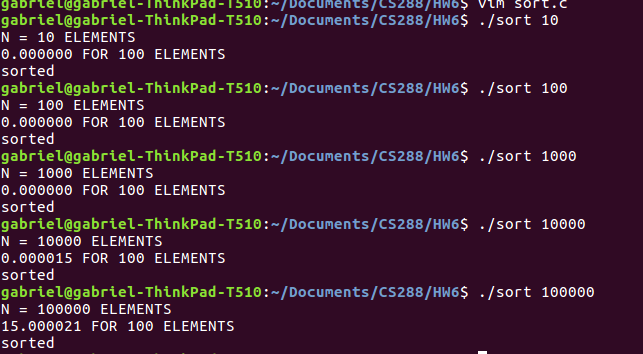 gabriel@gabriel-ThinkPad-T510:~/Documents/CS288/HW6$ vim sort.c
gabriel@gabriel-ThinkPad-T510:~/Documents/CS288/HW6$ ./sort 10
N = 10 ELEMENTS
0.000000 FOR 100 ELEMENTS
sorted
gabriel@gabriel-ThinkPad-T510:~/Documents/CS288/HW6$ ./sort 100
N = 100 ELEMENTS
0.000000 FOR 100 ELEMENTS
sorted
gabriel@gabriel-ThinkPad-T510:~/Documents/CS288/HW6$ ./sort 1000
N = 1000 ELEMENTS
0.000000 FOR 100 ELEMENTS
sorted
gabriel@gabriel-ThinkPad-T510:~/Documents/CS288/HW6$ ./sort 10000
N = 10000 ELEMENTS
0.000015 FOR 100 ELEMENTS
sorted
gabriel@gabriel-ThinkPad-T510:~/Documents/CS288/HW6$ ./sort 100000
N = 100000 ELEMENTS
15.000021 FOR 100 ELEMENTS
sorted